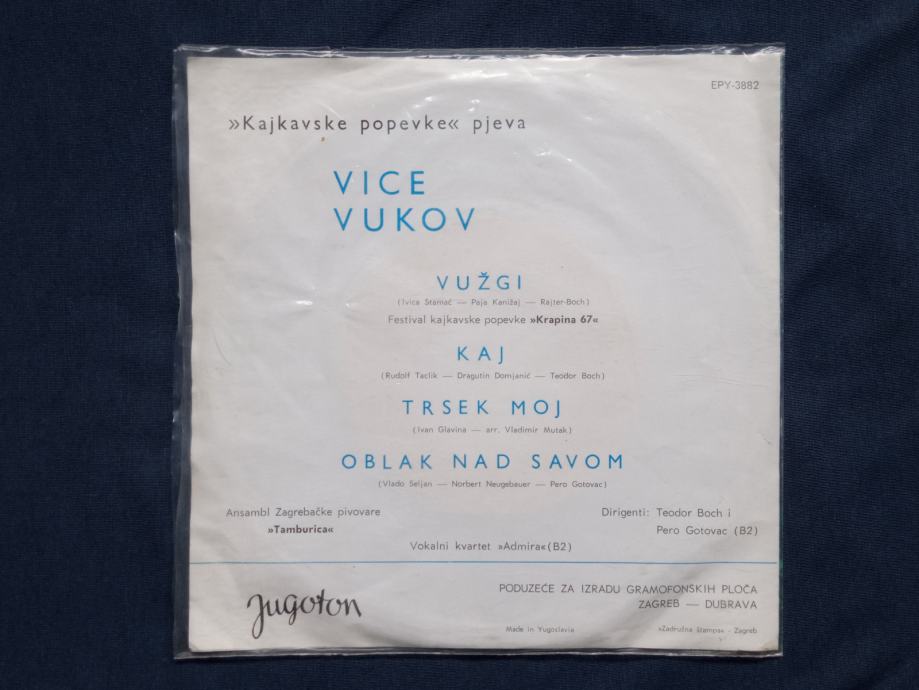 EPY-3882
»Kajkavske popevke« pjeva
VICE
VUKOV
VUŽGI
(Ivica Stamać — Paja Kanižaj — Rajter-Boch)
Festival kajkavske popevke »Krapina 67«
KAJ
(Rudolf Taclik — Dragutin Domjanić — Teodor Boch)
TRSEK MOJ
(Ivan Glavina — arr. Vladimir Mutak)
OBLAK NAD SAVOM
(Vlado Seljan — Norbert Neugebauer — Pero Gotovac)
Ansambl Zagrebačke pivovare
»Tamburica«
Dirigenti: Teodor Boch i
Pero Gotovac (B2)
Vokalni kvartet »Admira«(B2)
Jugoton
PODUZEĆE ZA IZRADU GRAMOFONSKIH PLOČA
ZAGREB — DUBRAVA
Made in Yugoslavia
»Zadružna štampa« - Zagreb